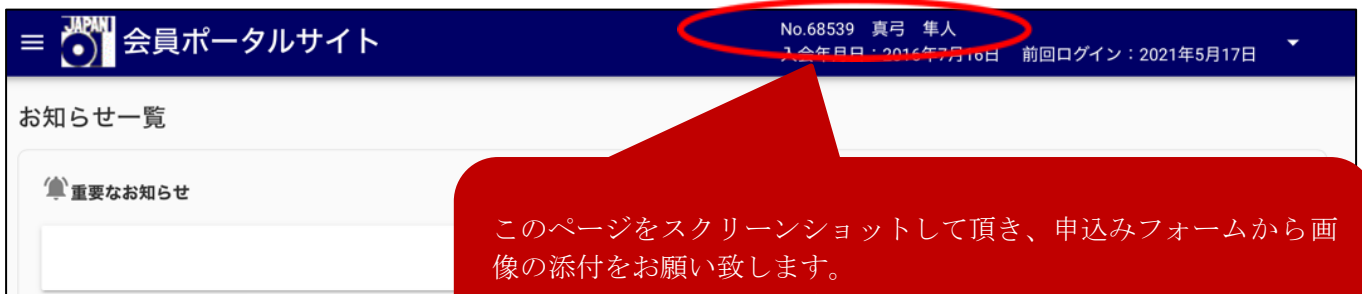 JAPAN
会員ポータルサイト
No.68539 真弓 隼人
入会年月日：2016年7月16日 前回ログイン：2021年5月17日
お知らせ一覧
重要なお知らせ
このページをスクリーンショットして頂き、申込みフォームから画
像の添付をお願い致します。